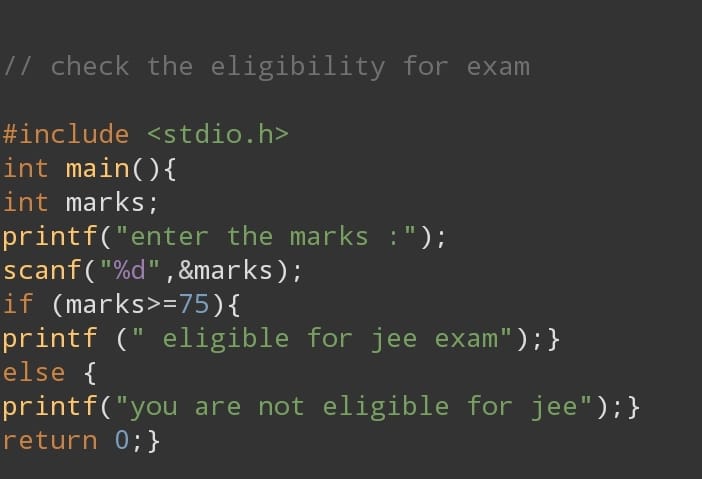 // check the eligibility for exam
#include <stdio.h>
int main(){
int marks;
printf("enter the marks :");
scanf("%d",&marks);
if (marks>=75){
printf (" eligible for jee exam");}
else {
printf("you are not eligible for jee");}
return 0;}